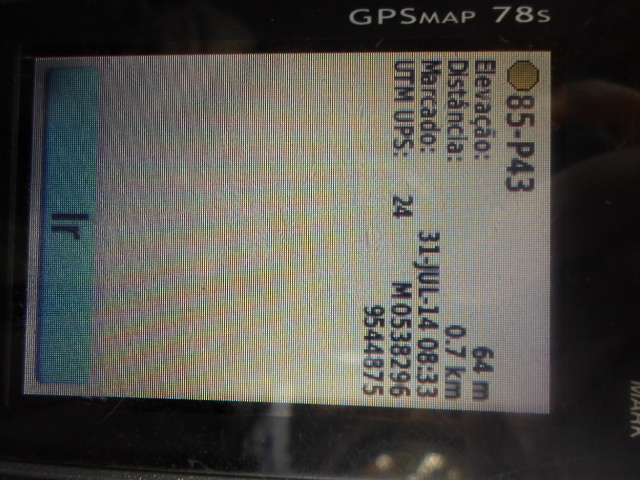 GPSMAP 78s
85-P43
Elevação: 64 m
Distância: 0.7 km
Marcado: 31-JUL-14 08:33
UTM UPS: 24 M 0538296
9544875
Ir
MARK